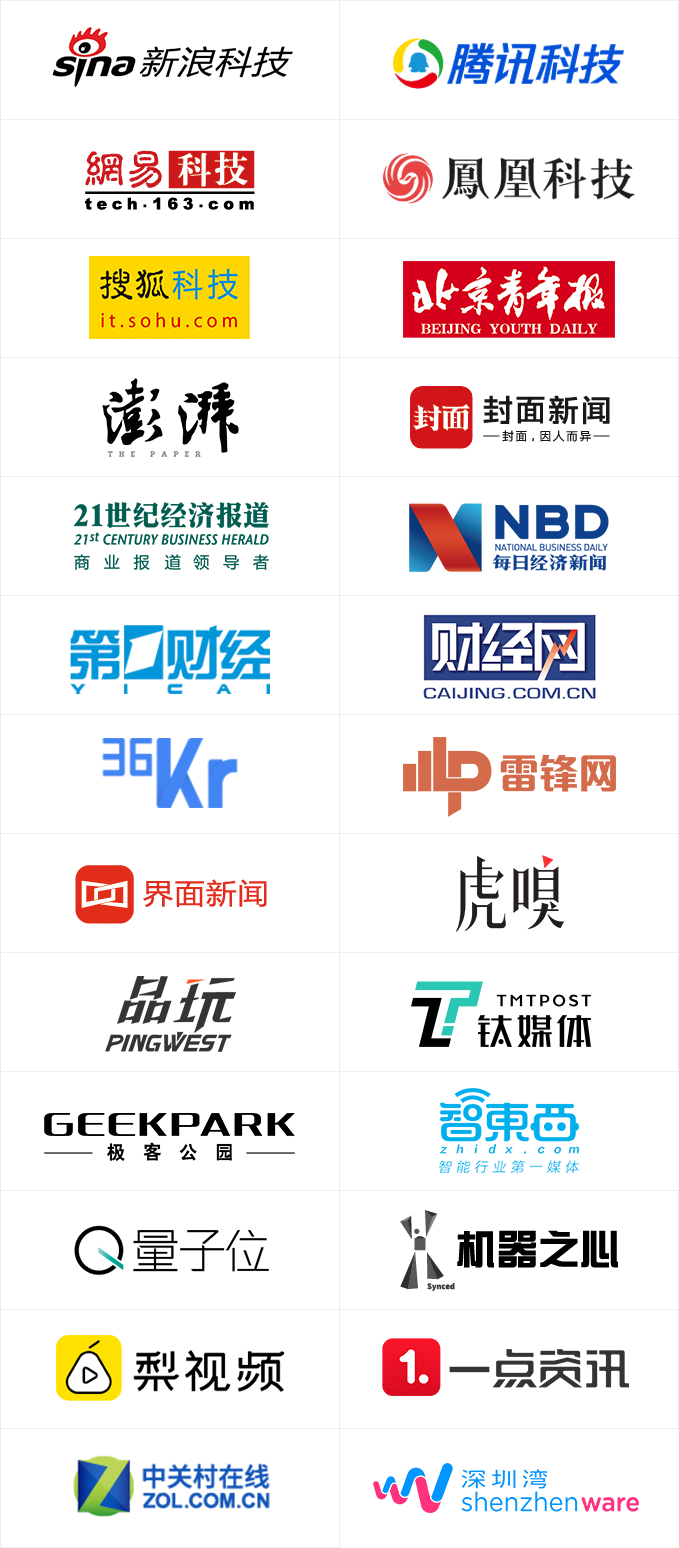 sina新浪科技
腾讯科技
網易科技
tech·163·com
鳳凰科技
搜狐科技
it.sohu.com
北京青年报
BEIJING YOUTH DAILY
澎湃
THE PAPER
封面
封面新闻
封面，因人而异
21世纪经济报道
21st CENTURY BUSINESS HERALD
商业报道领导者
NBD
NATIONAL BUSINESS DAILY
每日经济新闻
第一财经
YICAI
财经网
CAIJING.COM.CN
36Kr
雷锋网
界面新闻
虎嗅
品玩
PINGWEST
TMTPOST
钛媒体
GEEKPARK
极客公园
智東西
zhidx.com
智能行业第一媒体
量子位
机器之心
Synced
梨视频
1.
一点资讯
中关村在线
ZOL.COM.CN
深圳湾
shenzhenware